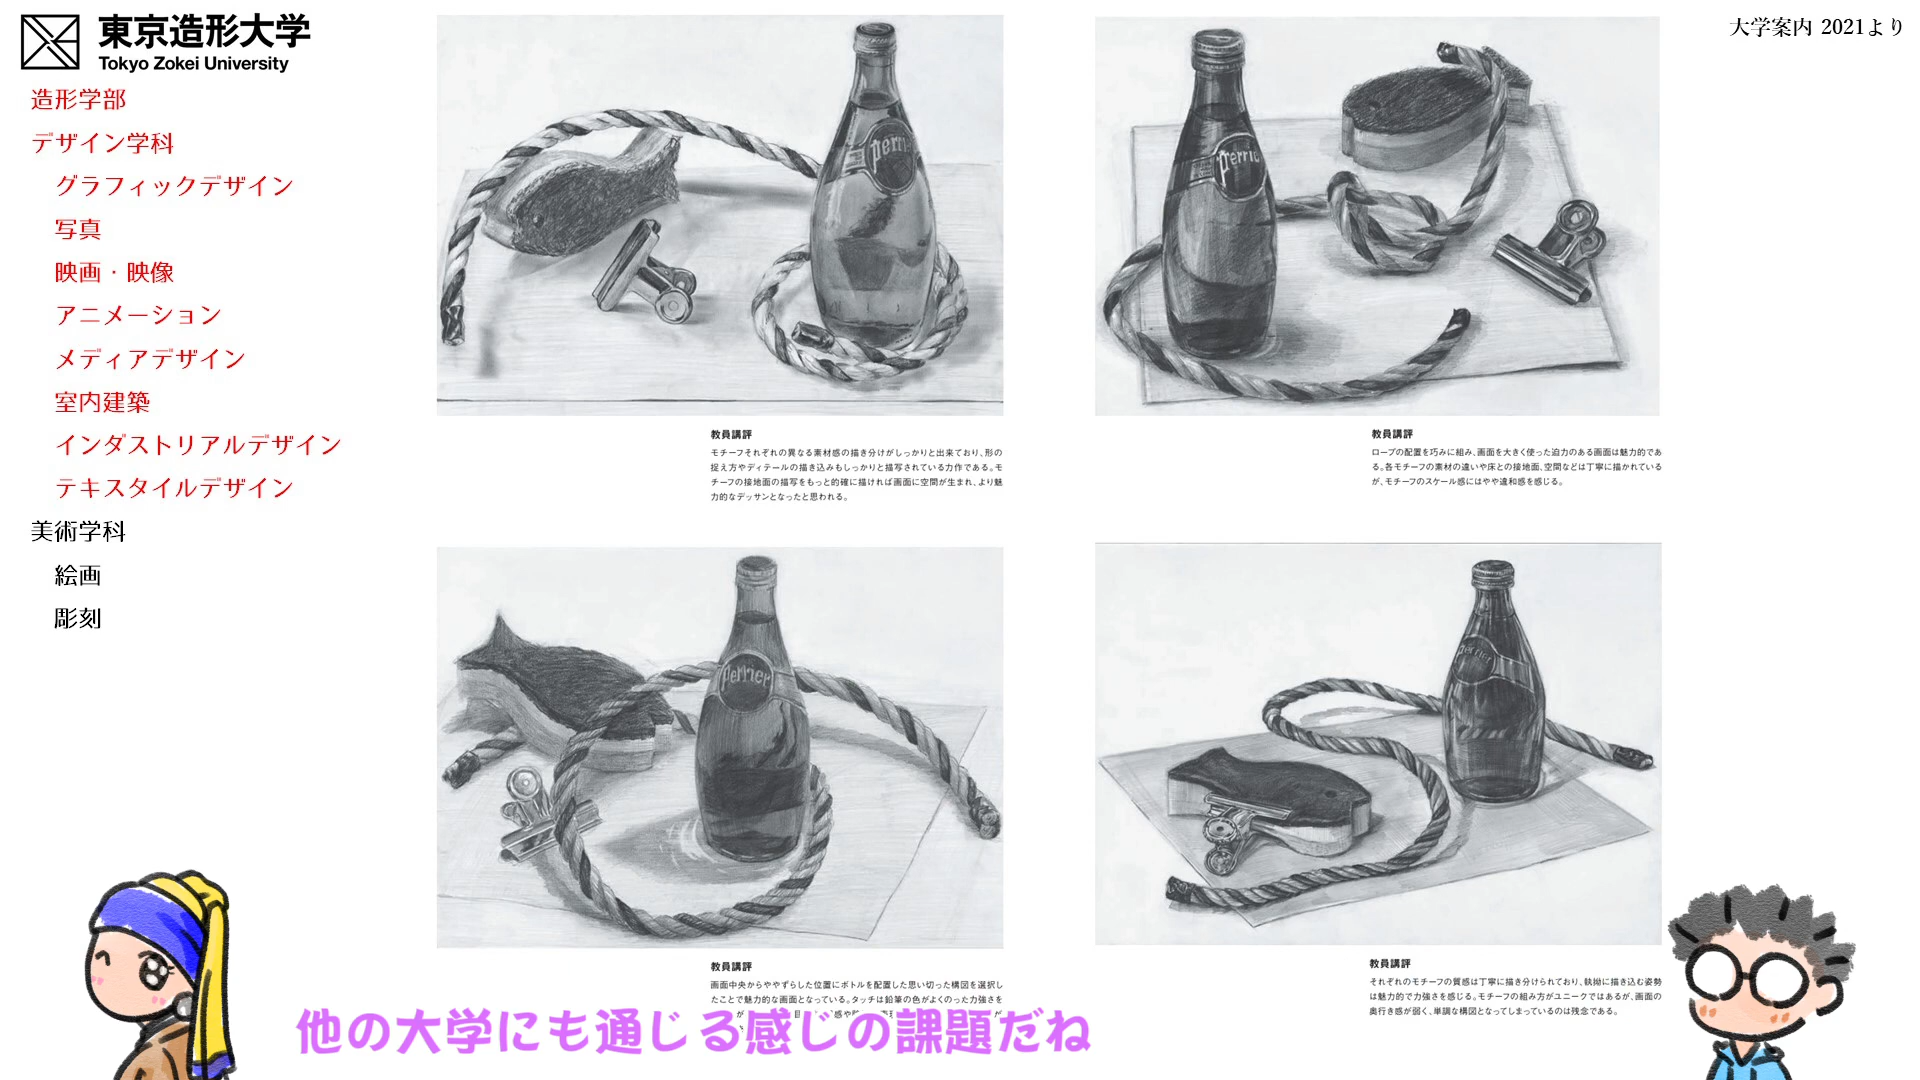 東京造形大学
Tokyo Zokei University
大学案内 2021より
造形学部
デザイン学科
グラフィックデザイン
写真
映画・映像
アニメーション
メディアデザイン
室内建築
インダストリアルデザイン
テキスタイルデザイン
美術学科
絵画
彫刻
perrier
教員講評
モチーフそれぞれの異なる素材感の描き分けがしっかりと出来ており、形の
捉え方やディテールの描き込みもしっかりと描写されている力作である。モ
チーフの接地面の描写をもっと的確に描ければ画面に空間が生まれ、より魅
力的なデッサンとなったと思われる。
perrier
教員講評
ロープの配置を巧みに組み、画面を大きく使った迫力のある画面は魅力的であ
る。各モチーフの素材の違いや床との接地面、空間などは丁寧に描かれている
が、モチーフのスケール感にはやや違和感を感じる。
perrier
教員講評
画面中央からややずらした位置にボトルを配置した思い切った構図を選択し
たことで魅力的な画面となっている。タッチは鉛筆の色がよくのった力強さを
perrier
教員講評
それぞれのモチーフの質感は丁寧に描き分けられており、執拗に描き込む姿勢
は魅力的で力強さを感じる。モチーフの組み方がユニークではあるが、画面の
奥行き感が弱く、単調な構図となってしまっているのは残念である。
他の大学にも通じる感じの課題だね